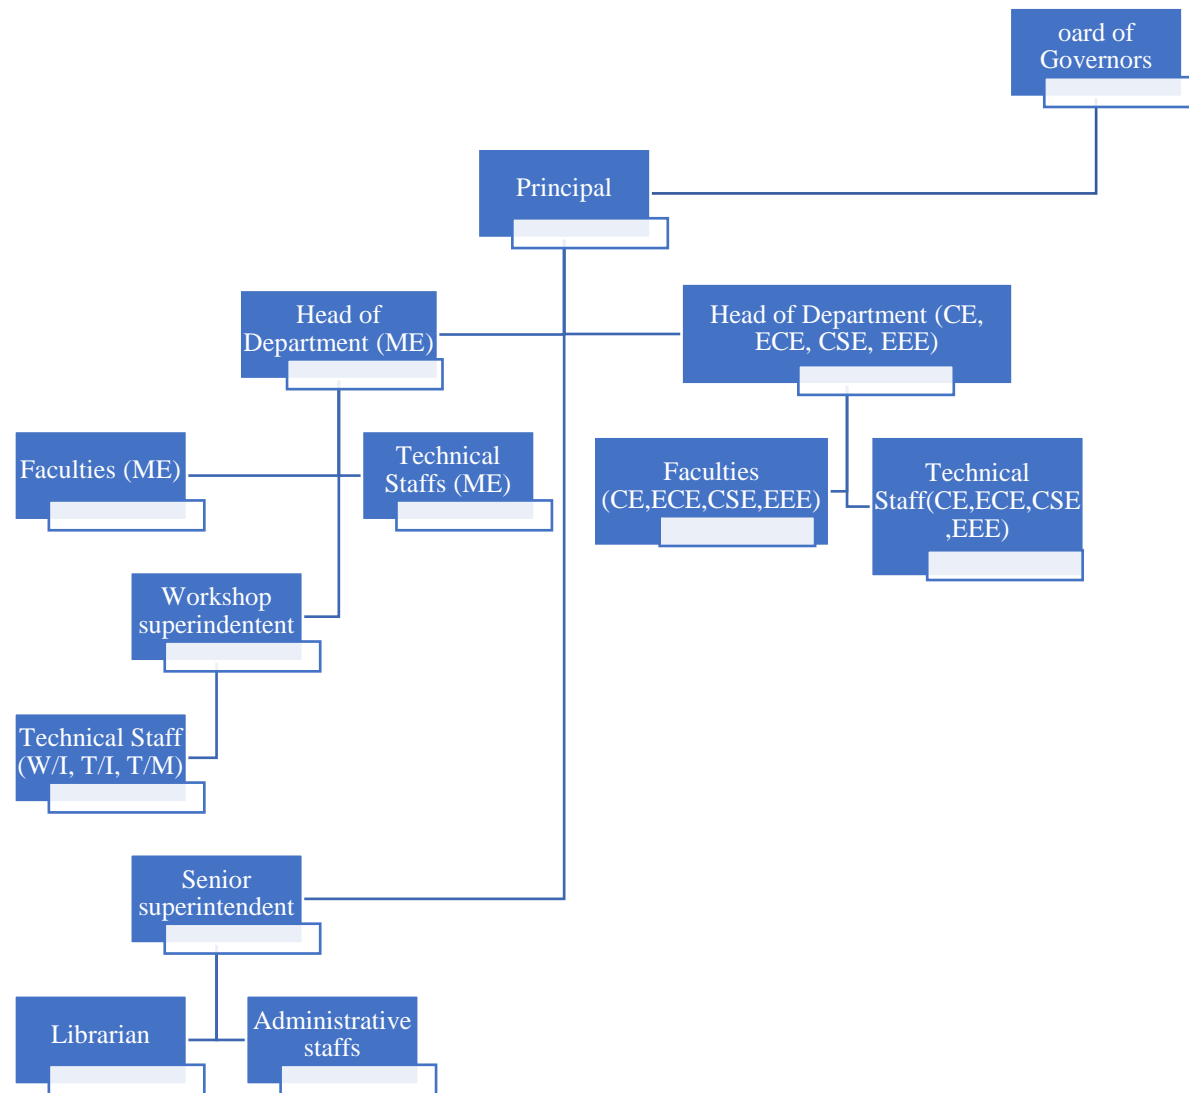 oard of
Governors
Principal
Head of
Department (ME)
Head of Department (CE,
ECE, CSE, EEE)
Faculties (ME)
Technical
Staffs (ME)
Faculties
(CE,ECE,CSE,EEE)
Technical
Staff(CE,ECE,CSE
,EEE)
Workshop
superindentent
Technical Staff
(W/I, T/I, T/M)
Senior
superintendent
Librarian
Administrative
staffs